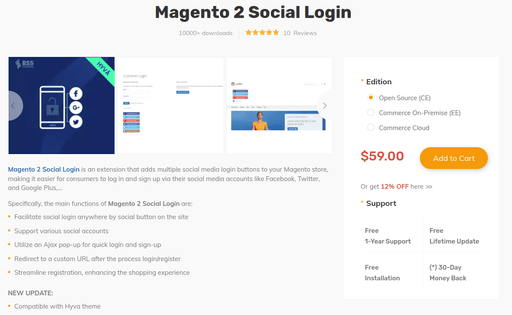 Magento 2 Social Login
10000+ downloads
10 Reviews
BSS
HYVA
Magento 2 Social Login is an extension that adds multiple social media login buttons to your Magento store,
making it easier for consumers to log in and sign up via their social media accounts like Facebook, Twitter,
and Google Plus,...
Specifically, the main functions of Magento 2 Social Login are:
Facilitate social login anywhere by social button on the site
Support various social accounts
Utilize an Ajax pop-up for quick login and sign-up
Redirect to a custom URL after the process login/register
Streamline registration, enhancing the shopping experience
NEW UPDATE:
Compatible with Hyva theme
* Edition
Open Source (CE)
Commerce On-Premise (EE)
Commerce Cloud
$59.00
Add to Cart
Or get 12% OFF here >>
* Support
Free
1-Year Support
Free
Lifetime Update
Free
Installation
(*) 30-Day
Money Back